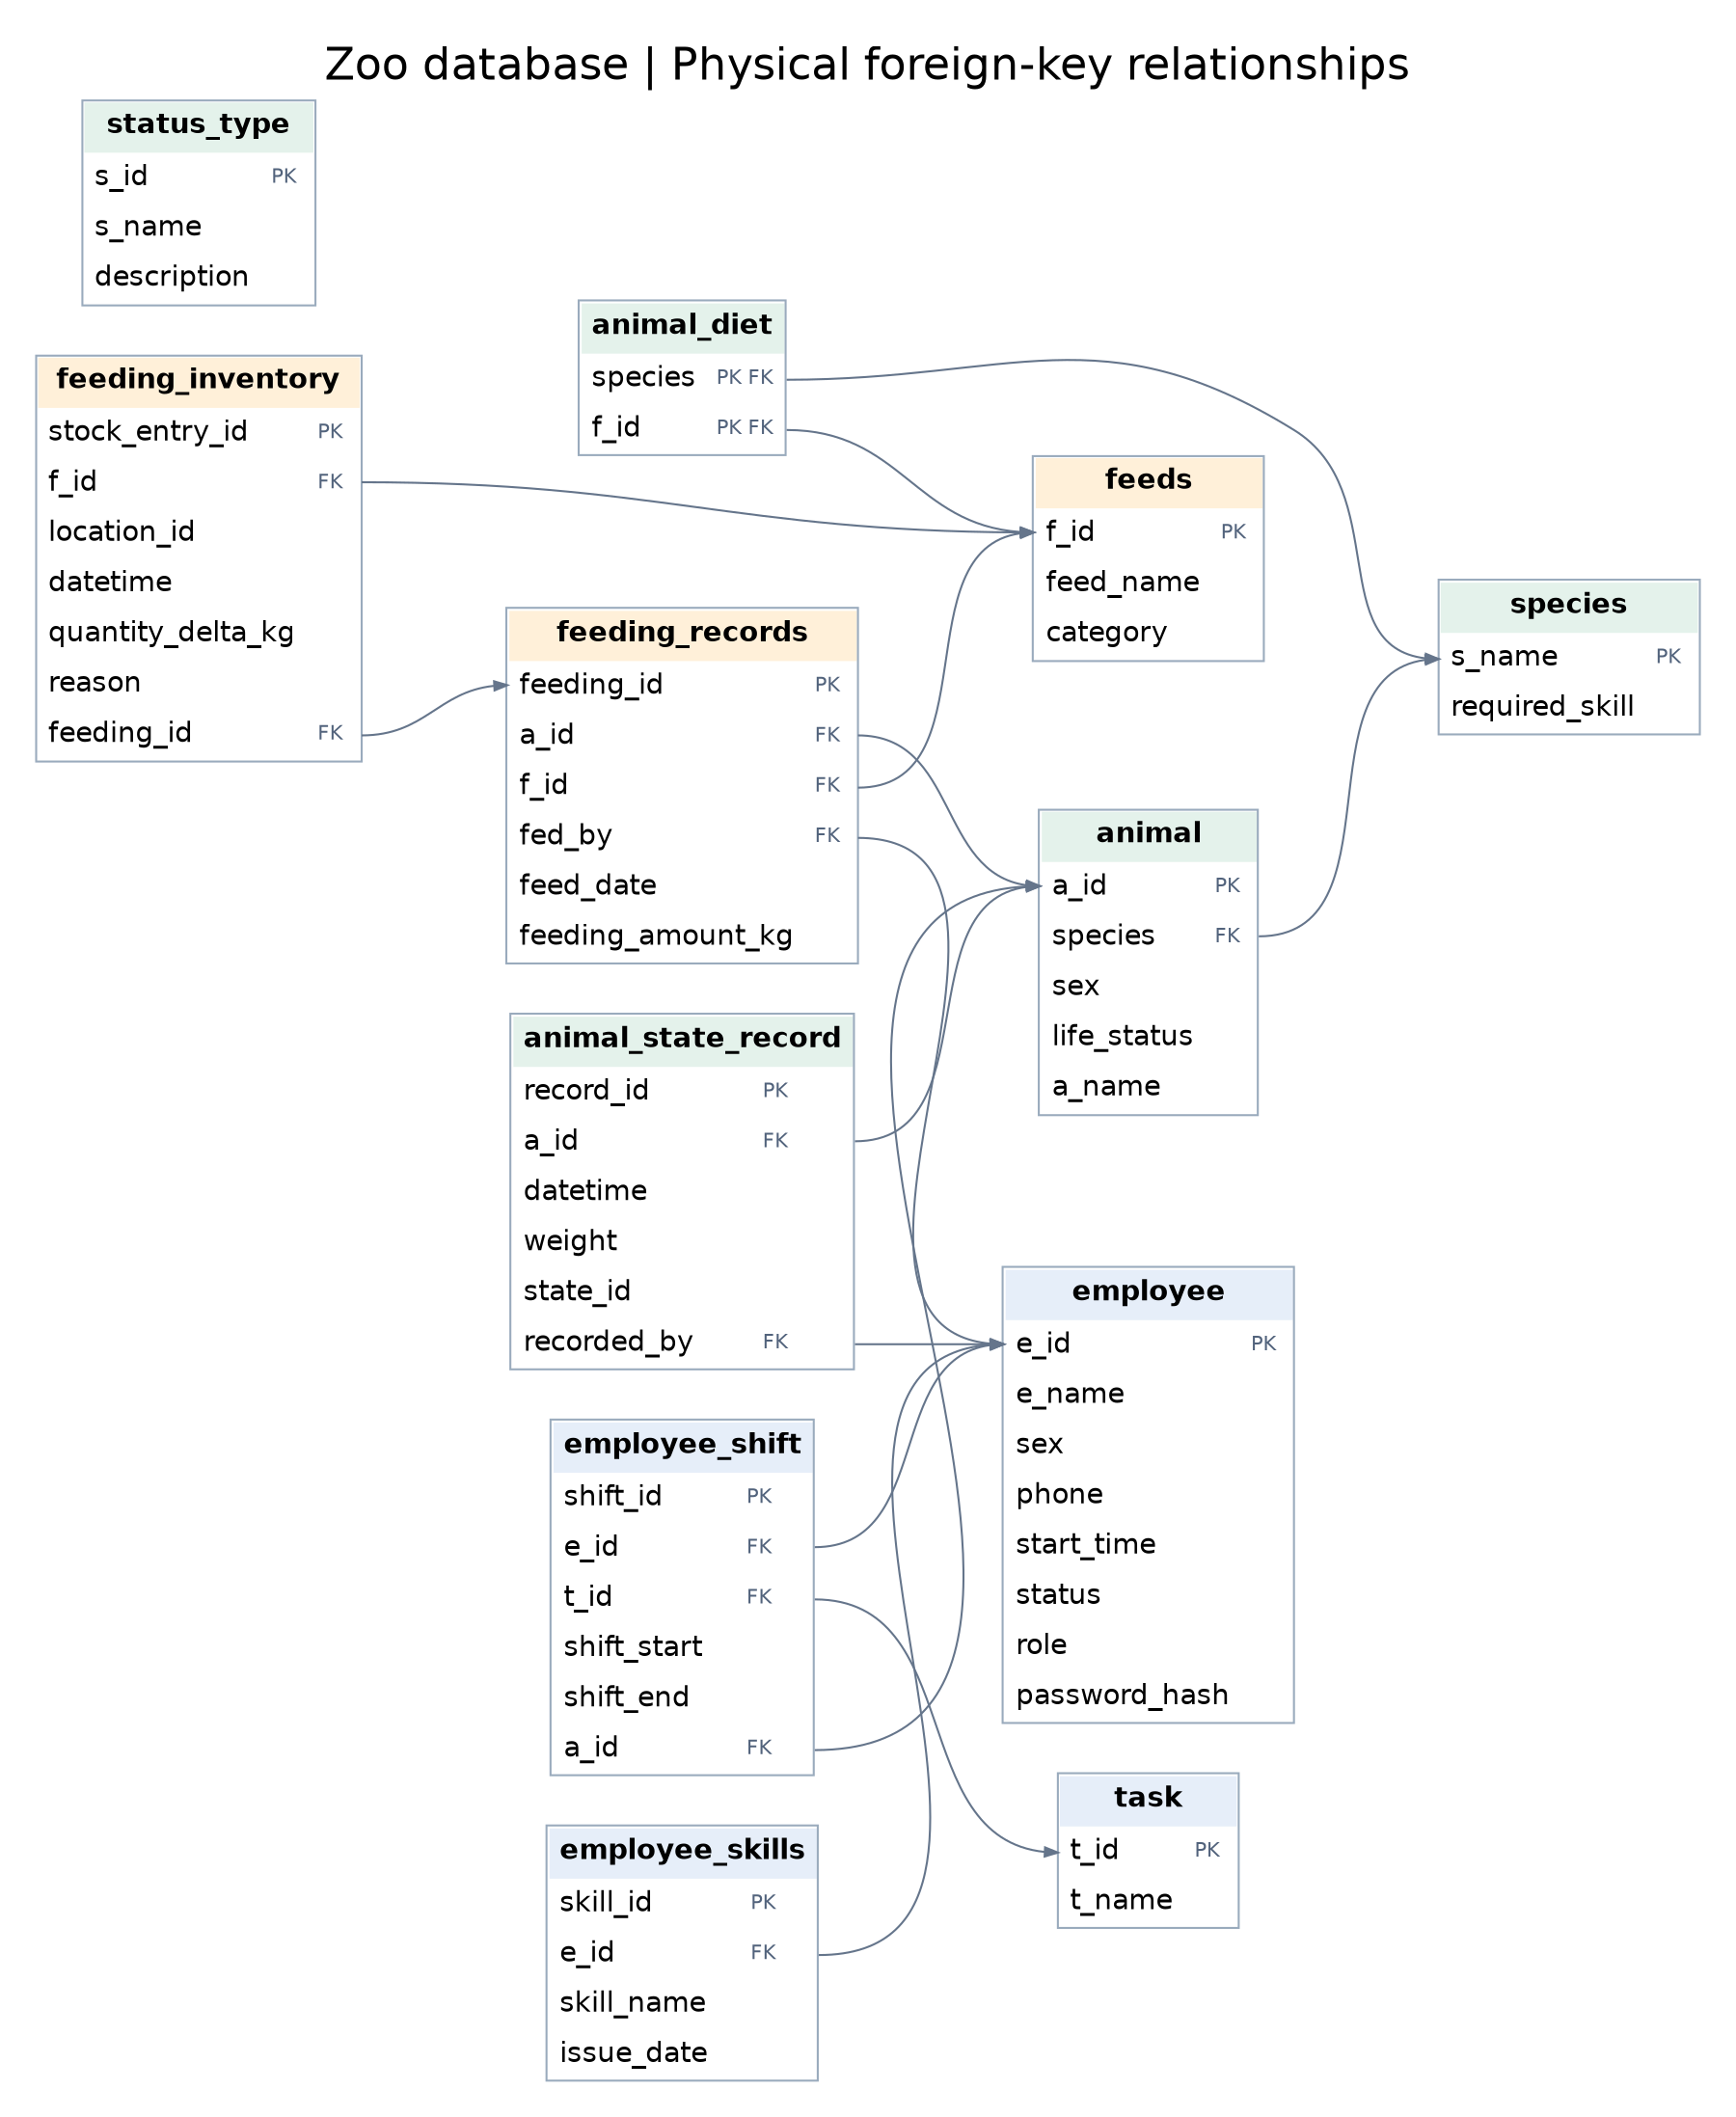 Zoo database | Physical foreign-key relationships
status_type
s_id PK
s_name
description
feeding_inventory
stock_entry_id PK
f_id FK
location_id
datetime
quantity_delta_kg
reason
feeding_id FK
animal_diet
species PK FK
f_id PK FK
feeding_records
feeding_id PK
a_id FK
f_id FK
fed_by FK
feed_date
feeding_amount_kg
animal_state_record
record_id PK
a_id FK
datetime
weight
state_id
recorded_by FK
employee_shift
shift_id PK
e_id FK
t_id FK
shift_start
shift_end
a_id FK
employee_skills
skill_id PK
e_id FK
skill_name
issue_date
feeds
f_id PK
feed_name
category
animal
a_id PK
species FK
sex
life_status
a_name
employee
e_id PK
e_name
sex
phone
start_time
status
role
password_hash
task
t_id PK
t_name
species
s_name PK
required_skill